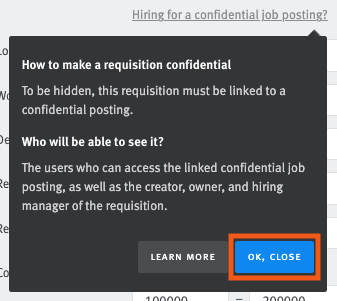 Hiring for a confidential job posting?
How to make a requisition confidential
To be hidden, this requisition must be linked to a
confidential posting.
Who will be able to see it?
The users who can access the linked confidential job
posting, as well as the creator, owner, and hiring
manager of the requisition.
LEARN MORE
OK, CLOSE
100000 – 200000